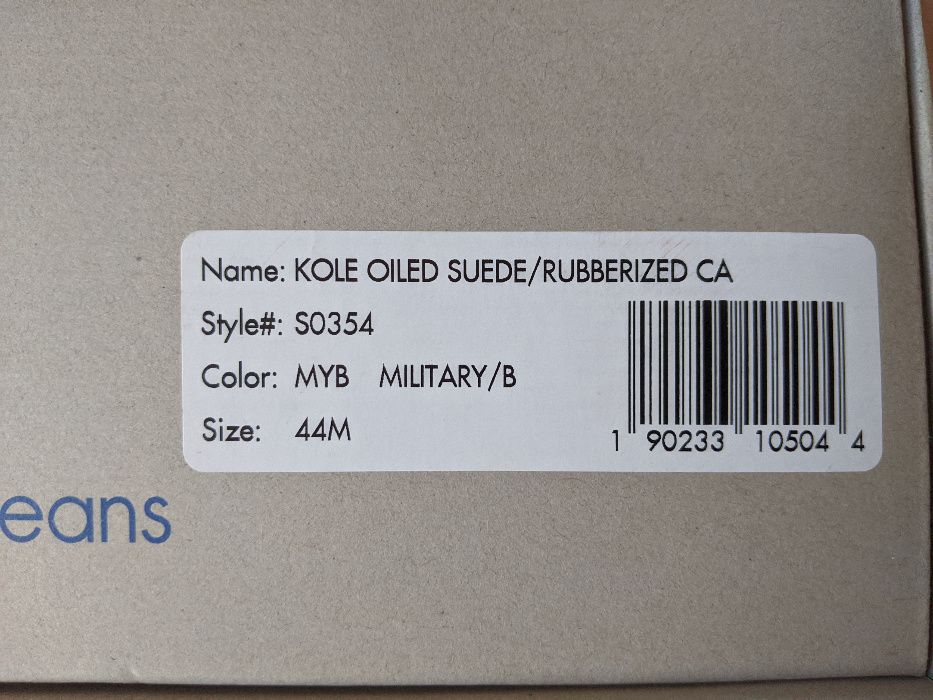 Name: KOLE OILED SUEDE/RUBBERIZED CA
Style#: S0354
Color: MYB MILITARY/B
Size: 44M
1 90233 10504 4
eans